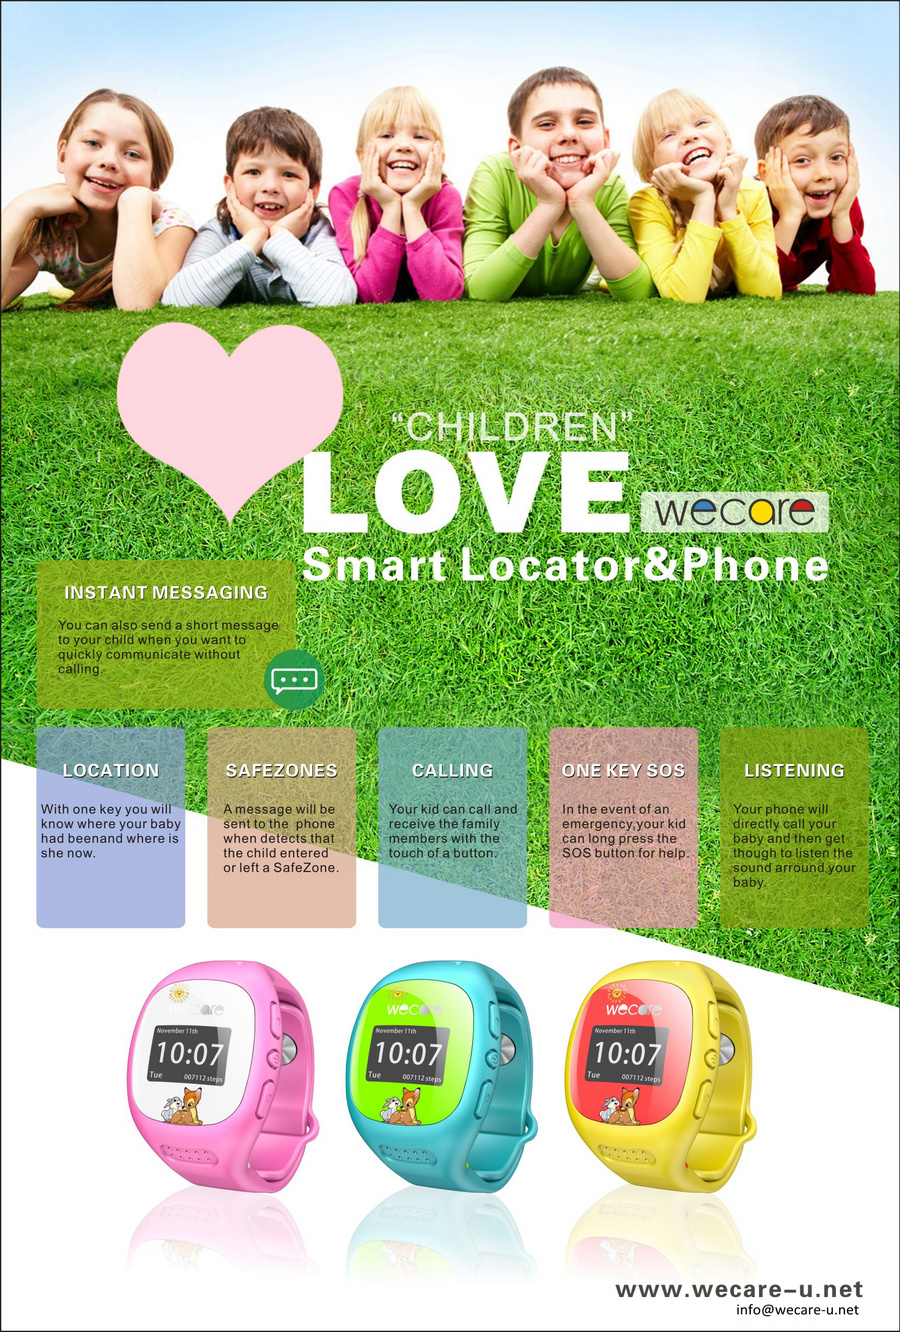 “CHILDREN”
LOVE
wecare
Smart Locator&Phone
INSTANT MESSAGING
You can also send a short message
to your child when you want to
quickly communicate without
calling.
LOCATION
With one key you will
know where your baby
had beenand where is
she now.
SAFEZONES
A message will be
sent to the phone
when detects that
the child entered
or left a SafeZone.
CALLING
Your kid can call and
receive the family
members with the
touch of a button.
ONE KEY SOS
In the event of an
emergency,your kid
can long press the
SOS button for help.
LISTENING
Your phone will
directly call your
baby and then get
though to listen the
sound arround your
baby.
wecare
November 11th
10:07
Tue 007112 steps
wecare
November 11th
10:07
Tue 007112 steps
wecare
November 11th
10:07
Tue 007112 steps
www.wecare-u.net
info@wecare-u.net